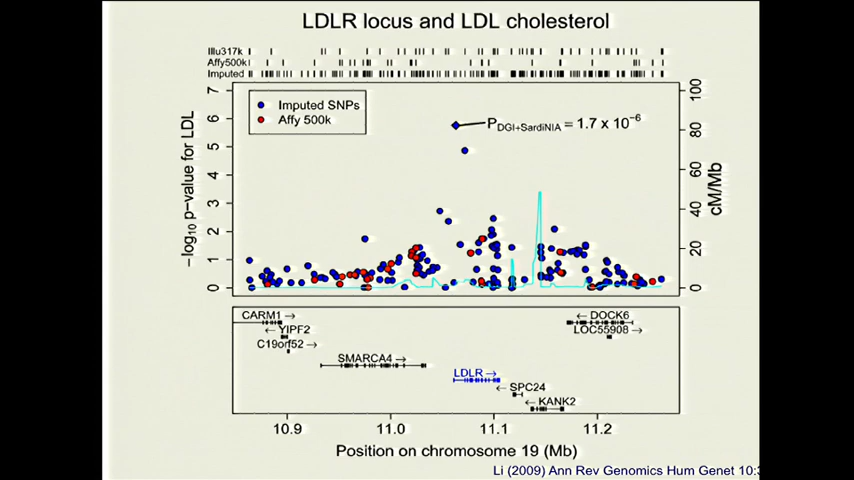 LDLR locus and LDL cholesterol
Illu317k
Affy500k
Imputed
Imputed SNPs
Affy 500k
P DGI+SardiNIA = 1.7 x 10 -6
-log10 p-value for LDL
7
6
5
4
3
2
1
0
100
80
60
40
20
0
cM/Mb
CARM1 →
← YIPF2
C19orf52 →
SMARCA4 →
LDLR →
← SPC24
← KANK2
← DOCK6
LOC55908 →
10.9 11.0 11.1 11.2
Position on chromosome 19 (Mb)
Li (2009) Ann Rev Genomics Hum Genet 10: